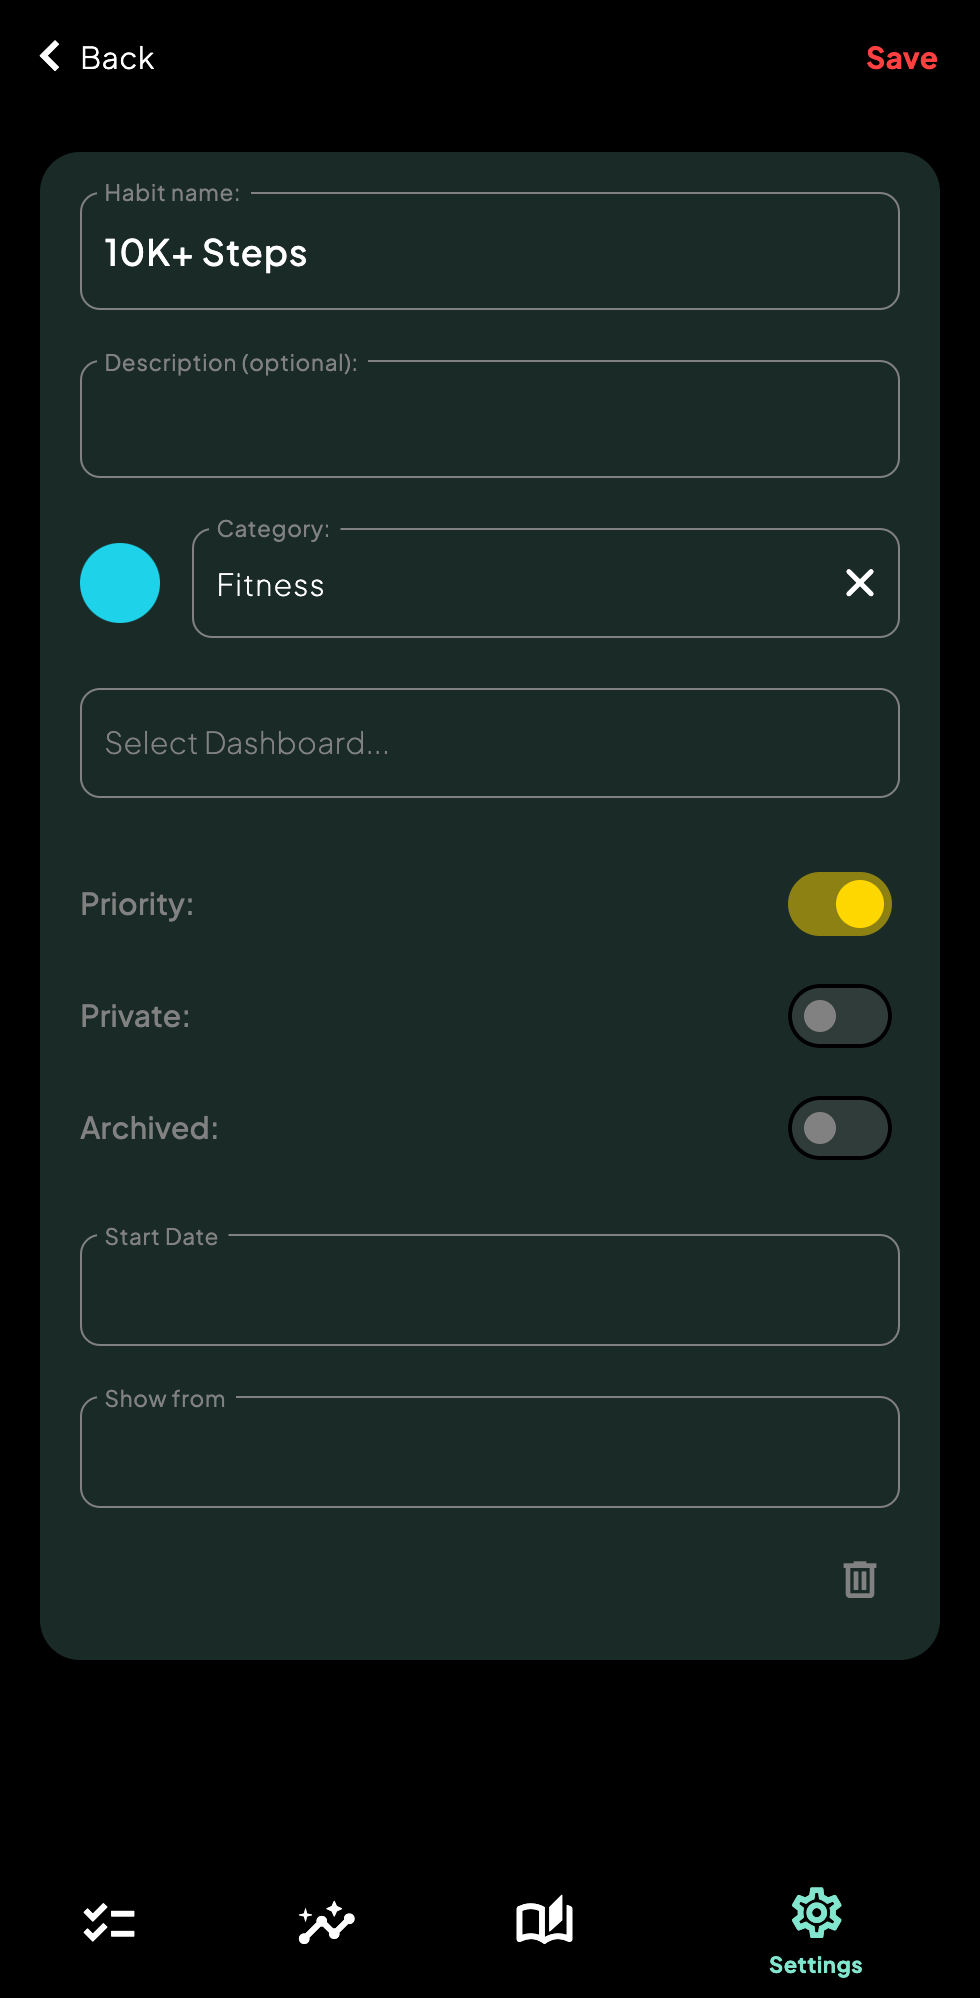 Back
Save
Habit name:
10K+ Steps
Description (optional):
Category:
Fitness
Select Dashboard...
Priority:
Private:
Archived:
Start Date
Show from
Settings